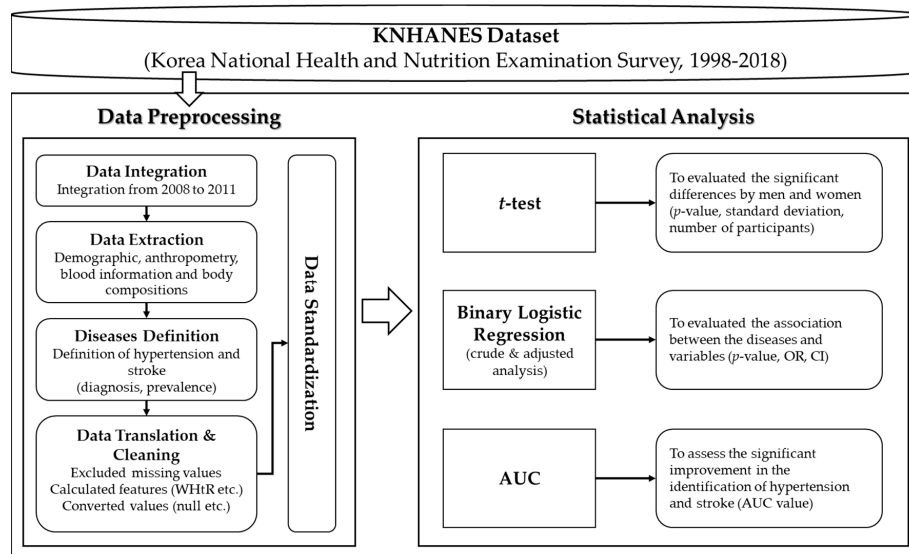 KNHANES Dataset
(Korea National Health and Nutrition Examination Survey, 1998-2018)
Data Preprocessing
Data Integration
Integration from 2008 to 2011
Data Extraction
Demographic, anthropometry,
blood information and body
compositions
Diseases Definition
Definition of hypertension and
stroke
(diagnosis, prevalence)
Data Translation &
Cleaning
Excluded missing values
Calculated features (WHtR etc.)
Converted values (null etc.)
Data Standardization
Statistical Analysis
t-test
To evaluated the significant
differences by men and women
(p-value, standard deviation,
number of participants)
Binary Logistic
Regression
(crude & adjusted
analysis)
To evaluated the association
between the diseases and
variables (p-value, OR, CI)
AUC
To assess the significant
improvement in the
identification of hypertension
and stroke (AUC value)